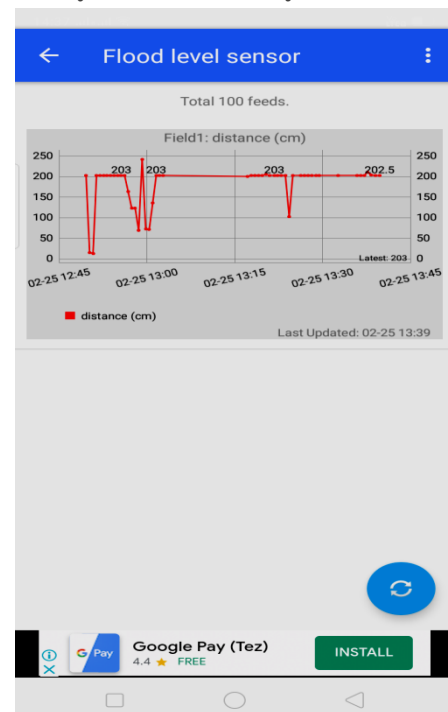 Flood level sensor
Total 100 feeds.
Field1: distance (cm)
250 250
200 203 203 203 202.5 200
150 150
100 100
50 50
0 Latest: 203 0
02-25 12:45 02-25 13:00 02-25 13:15 02-25 13:30 02-25 13:45
distance (cm)
Last Updated: 02-25 13:39
G Pay Google Pay (Tez) INSTALL
4.4 ★ FREE